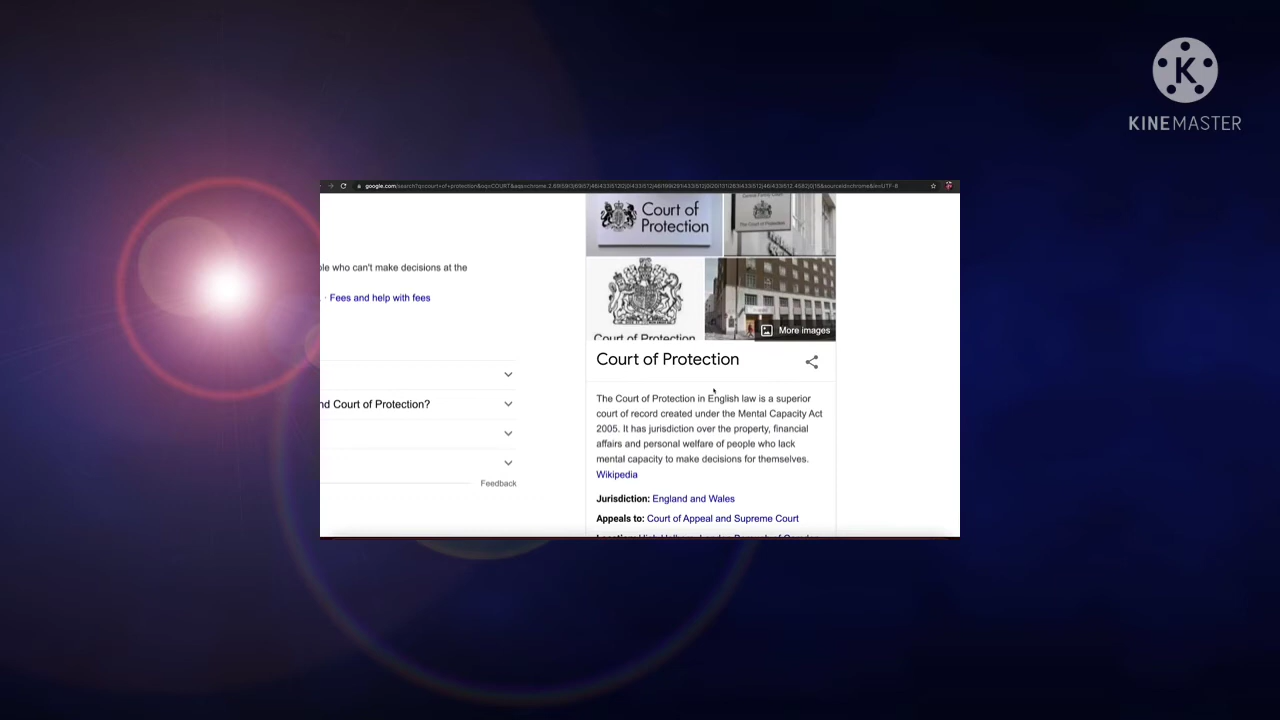 KINEMASTER
Court of
Protection
More images
Court of Protection
Court of Protection
The Court of Protection in English law is a superior
court of record created under the Mental Capacity Act
2005. It has jurisdiction over the property, financial
affairs and personal welfare of people who lack
mental capacity to make decisions for themselves.
Wikipedia
Jurisdiction: England and Wales
Appeals to: Court of Appeal and Supreme Court
who can't make decisions at the
· Fees and help with fees
Court of Protection?
Feedback